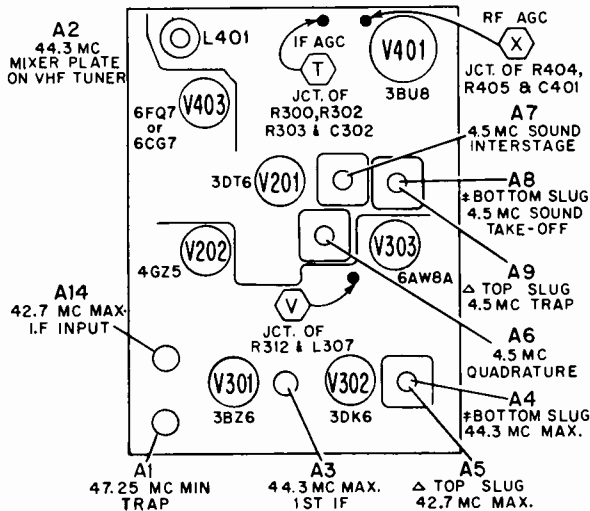 A2
44.3 MC
MIXER PLATE
ON VHF TUNER
L401
IF AGC
T
JCT. OF
R300, R302
R303 & C302
V401
3BU8
RF AGC
X
JCT. OF R404,
R405 & C401
6FQ7
or
6CG7
V403
A7
4.5 MC SOUND
INTERSTAGE
3DT6
V201
A8
*BOTTOM SLUG
4.5 MC SOUND
TAKE-OFF
V202
4GZ5
V303
6AW8A
A9
△ TOP SLUG
4.5 MC TRAP
A14
42.7 MC MAX.
I.F INPUT
V
JCT. OF
R312 & L307
A6
4.5 MC
QUADRATURE
V301
3BZ6
V302
3DK6
A4
*BOTTOM SLUG
44.3 MC MAX.
A1
47.25 MC MIN
TRAP
A3
44.3 MC MAX.
1ST IF
A5
△ TOP SLUG
42.7 MC MAX.